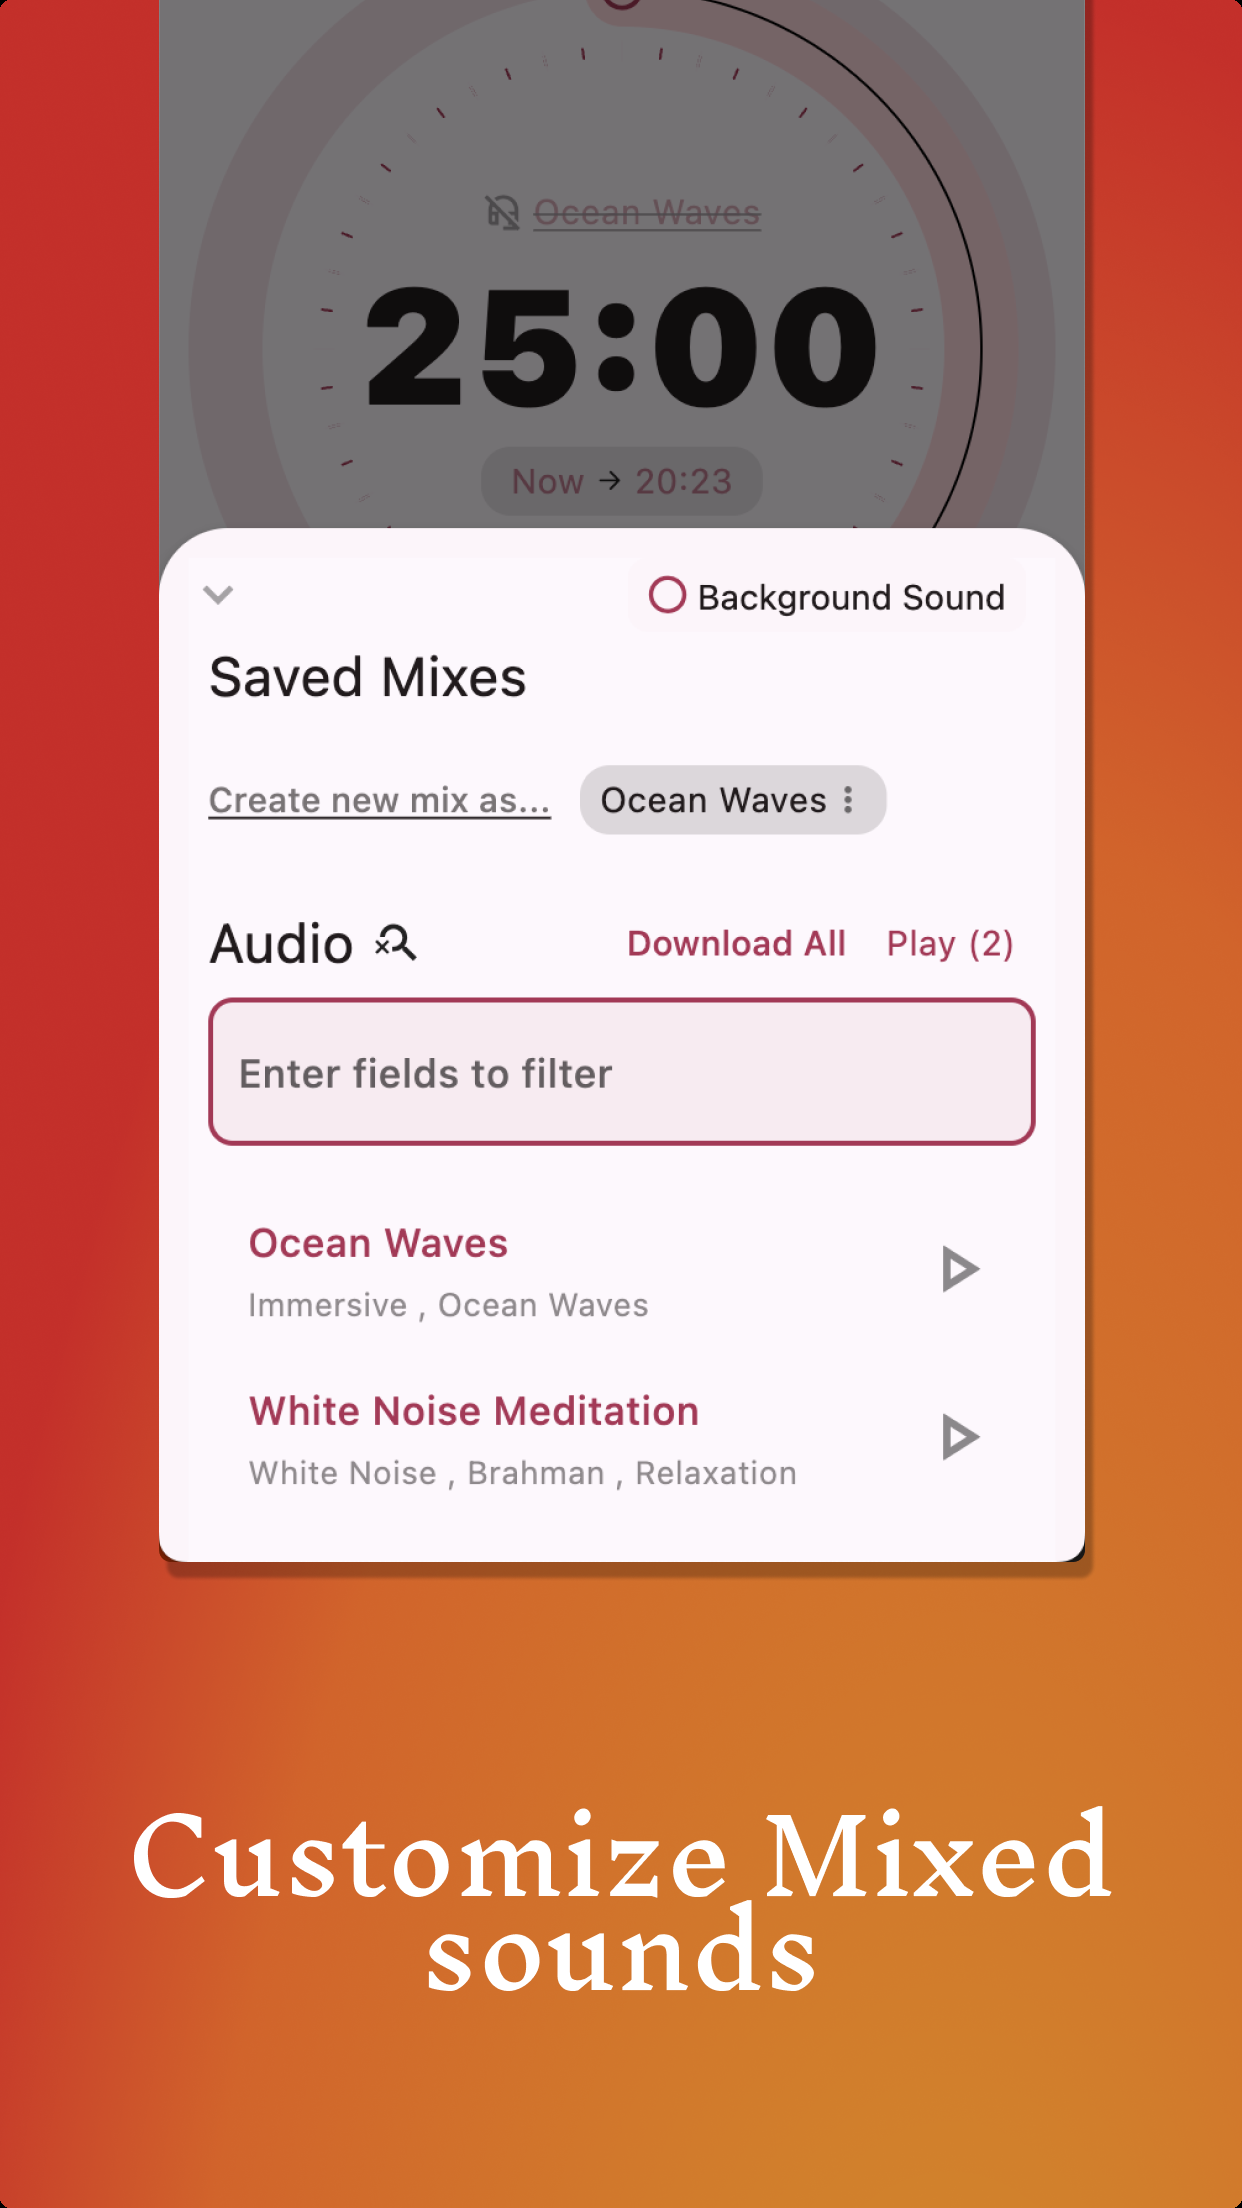 Ocean Waves
25:00
Now → 20:23
Background Sound
Saved Mixes
Create new mix as...
Ocean Waves
Audio
Download All
Play (2)
Enter fields to filter
Ocean Waves
Immersive , Ocean Waves
White Noise Meditation
White Noise , Brahman , Relaxation
Customize Mixed
sounds